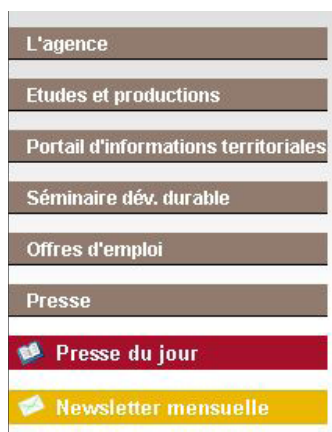 L'agence
Etudes et productions
Portail d'informations territoriales
Séminaire dév. durable
Offres d'emploi
Presse
Presse du jour
Newsletter mensuelle